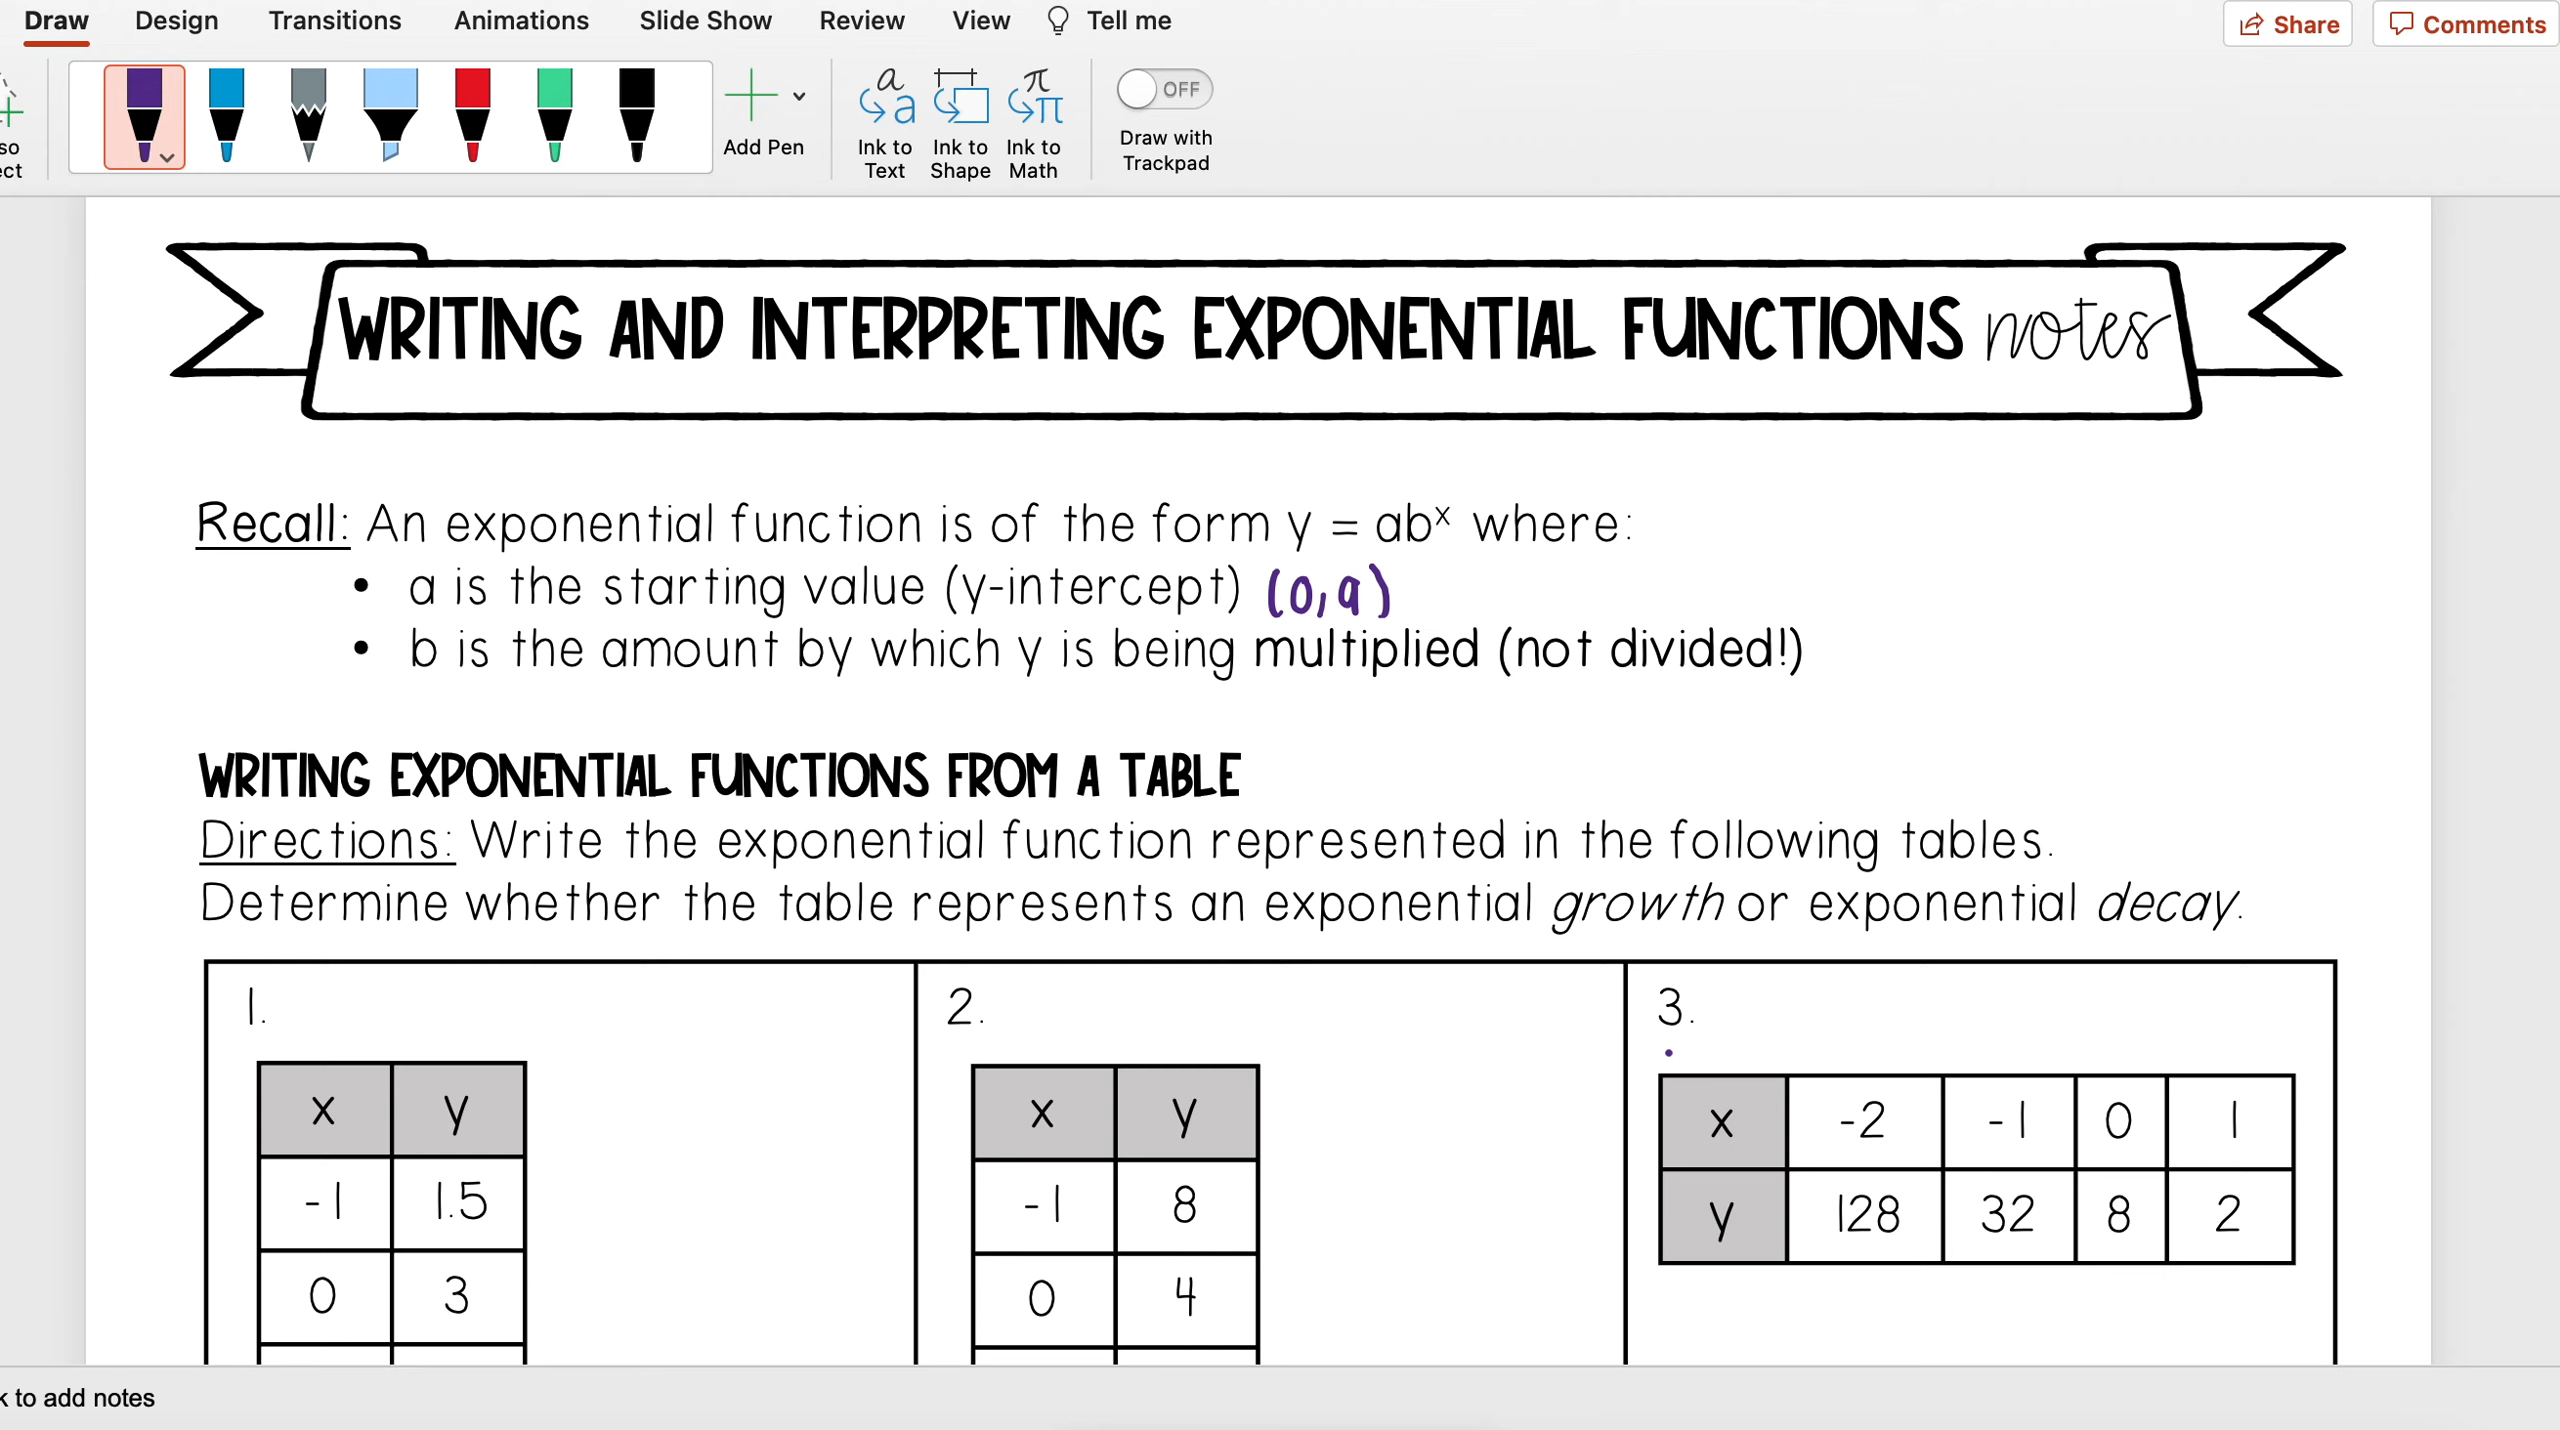 Draw Design Transitions Animations Slide Show Review View Tell me Share Comments
Add Pen
Ink to Text
Ink to Shape
Ink to Math
OFF
Draw with Trackpad
WRITING AND INTERPRETING EXPONENTIAL FUNCTIONS notes
Recall: An exponential function is of the form y = abˣ where:
• a is the starting value (y-intercept) (0,a)
• b is the amount by which y is being multiplied (not divided!)
WRITING EXPONENTIAL FUNCTIONS FROM A TABLE
Directions: Write the exponential function represented in the following tables.
Determine whether the table represents an exponential growth or exponential decay.
1.
x y
-1 1.5
0 3
2.
x y
-1 8
0 4
3.
x -2 -1 0 1
y 128 32 8 2
to add notes